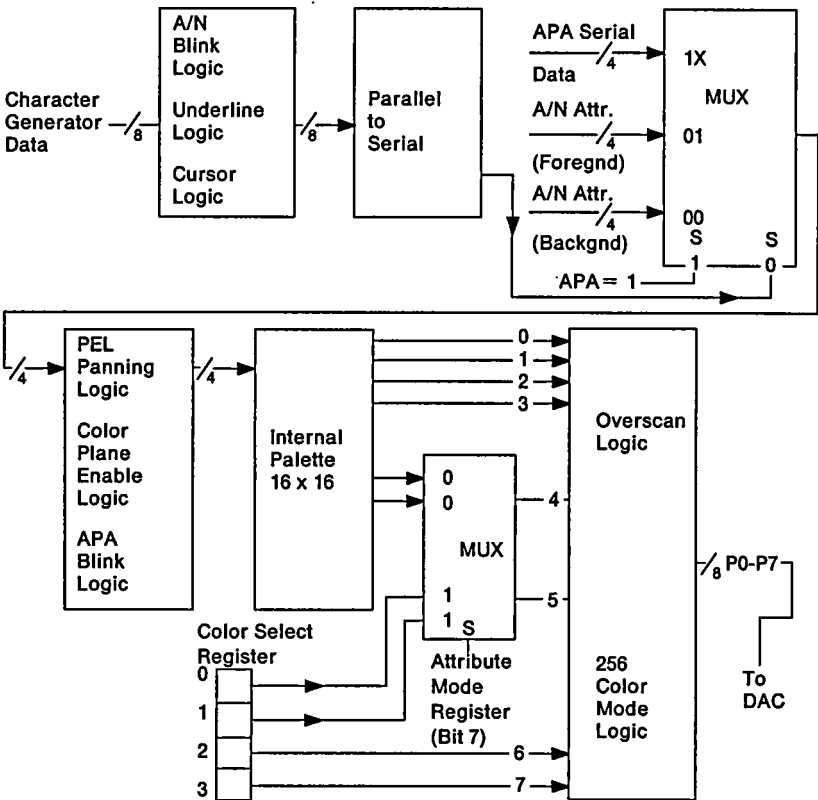 A/N
Blink
Logic
Underline
Logic
Cursor
Logic
Character
Generator
Data
8
8
Parallel
to
Serial
APA Serial
Data
4
A/N Attr.
(Foregnd)
4
A/N Attr.
(Backgnd)
4
1X
MUX
01
00
S
S
1
0
APA = 1
4
PEL
Panning
Logic
Color
Plane
Enable
Logic
APA
Blink
Logic
4
Internal
Palette
16 x 16
0
1
2
3
0
0
MUX
1
1
S
4
5
Attribute
Mode
Register
(Bit 7)
Color Select
Register
0
1
2
3
6
7
Overscan
Logic
256
Color
Mode
Logic
8 P0-P7
To
DAC